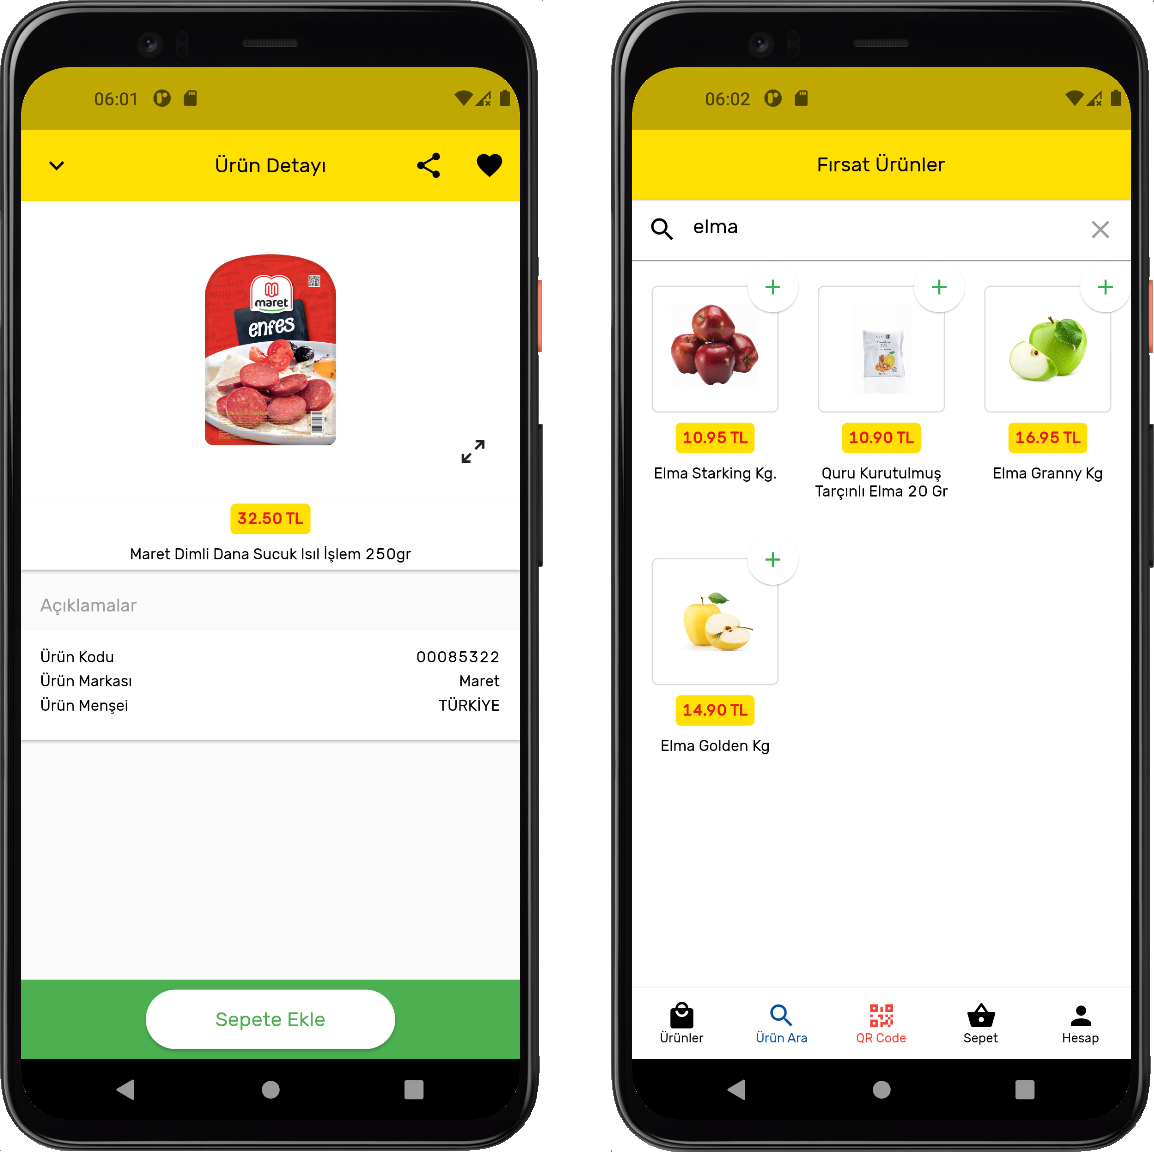 06:01
Ürün Detayı
maret
enfes
32.50 TL
Maret Dimli Dana Sucuk Isıl İşlem 250gr
Açıklamalar
Ürün Kodu 00085322
Ürün Markası Maret
Ürün Menşei TÜRKİYE
Sepete Ekle
06:02
Fırsat Ürünler
elma
10.95 TL
Elma Starking Kg.
10.90 TL
Quru Kurutulmuş
Tarçınlı Elma 20 Gr
16.95 TL
Elma Granny Kg
14.90 TL
Elma Golden Kg
Ürünler
Ürün Ara
QR Code
Sepet
Hesap